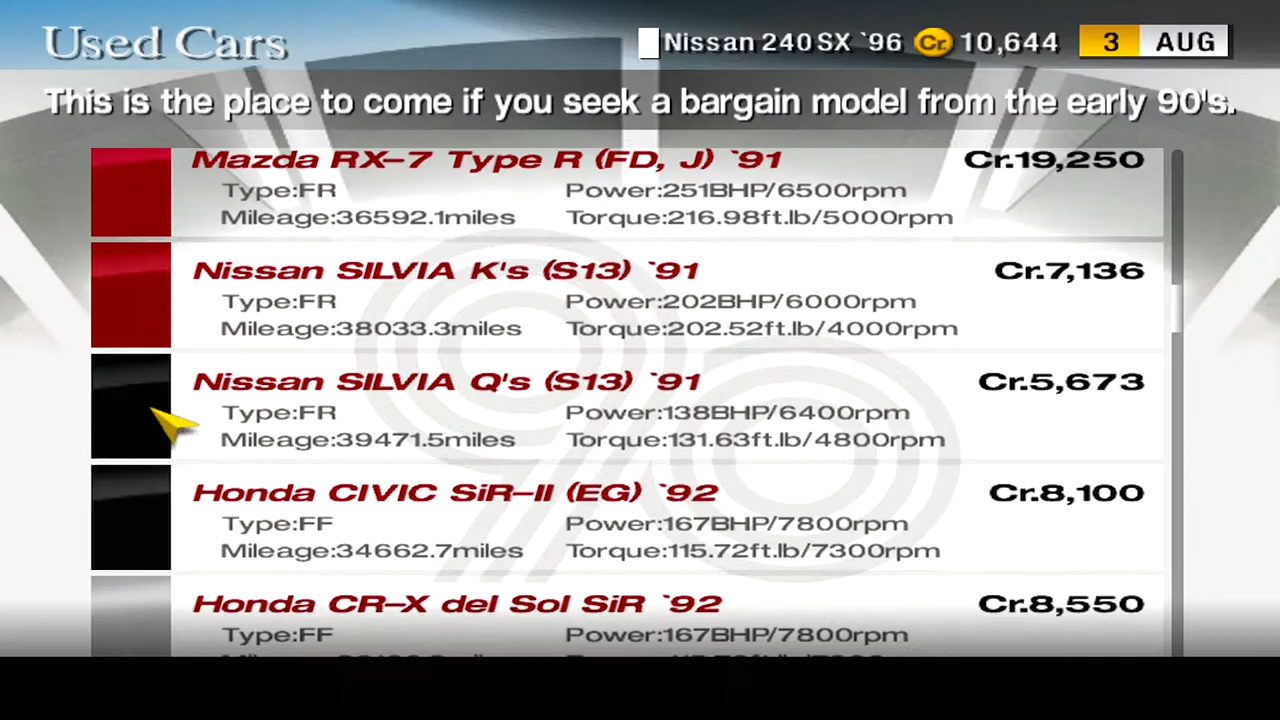 Used Cars
Nissan 240SX `96 Cr 10,644 3 AUG
This is the place to come if you seek a bargain model from the early 90's.
Mazda RX-7 Type R (FD, J) `91 Cr.19,250
Type:FR Power:251BHP/6500rpm
Mileage:36592.1miles Torque:216.98ft.lb/5000rpm
Nissan SILVIA K's (S13) `91 Cr.7,136
Type:FR Power:202BHP/6000rpm
Mileage:38033.3miles Torque:202.52ft.lb/4000rpm
Nissan SILVIA Q's (S13) `91 Cr.5,673
Type:FR Power:138BHP/6400rpm
Mileage:39471.5miles Torque:131.63ft.lb/4800rpm
Honda CIVIC SiR-II (EG) `92 Cr.8,100
Type:FF Power:167BHP/7800rpm
Mileage:34662.7miles Torque:115.72ft.lb/7300rpm
Honda CR-X del Sol SiR `92 Cr.8,550
Type:FF Power:167BHP/7800rpm
90